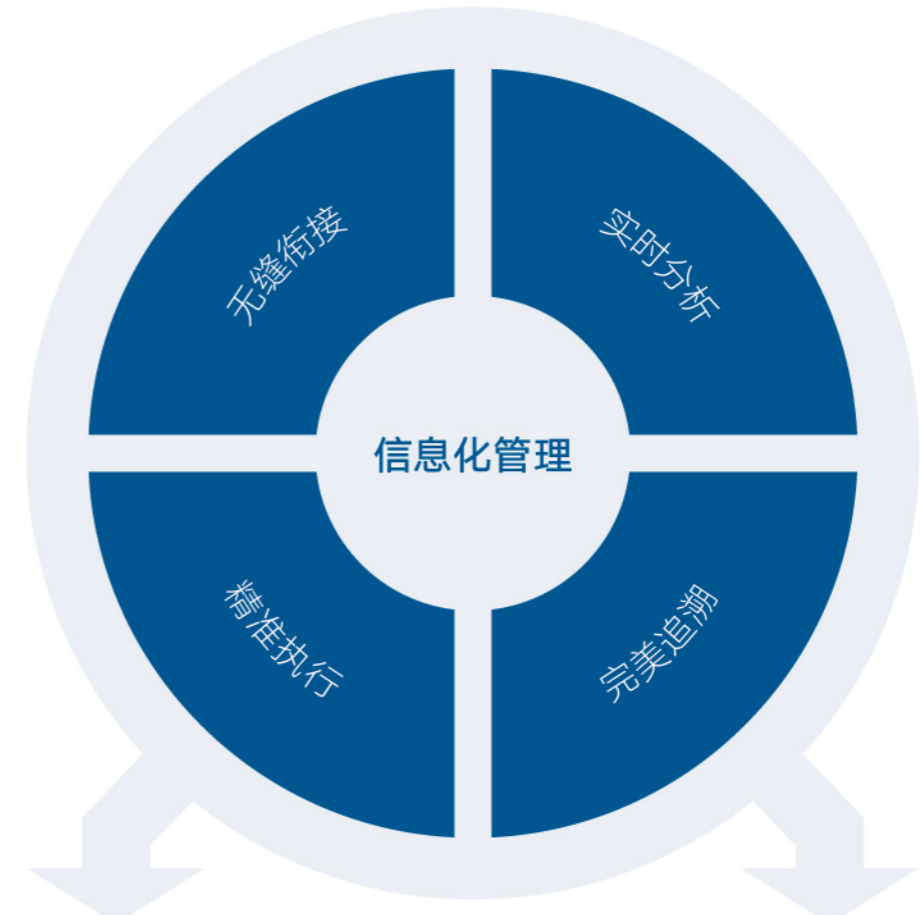 无缝衔接
实时分析
信息化管理
精准执行
完美追溯